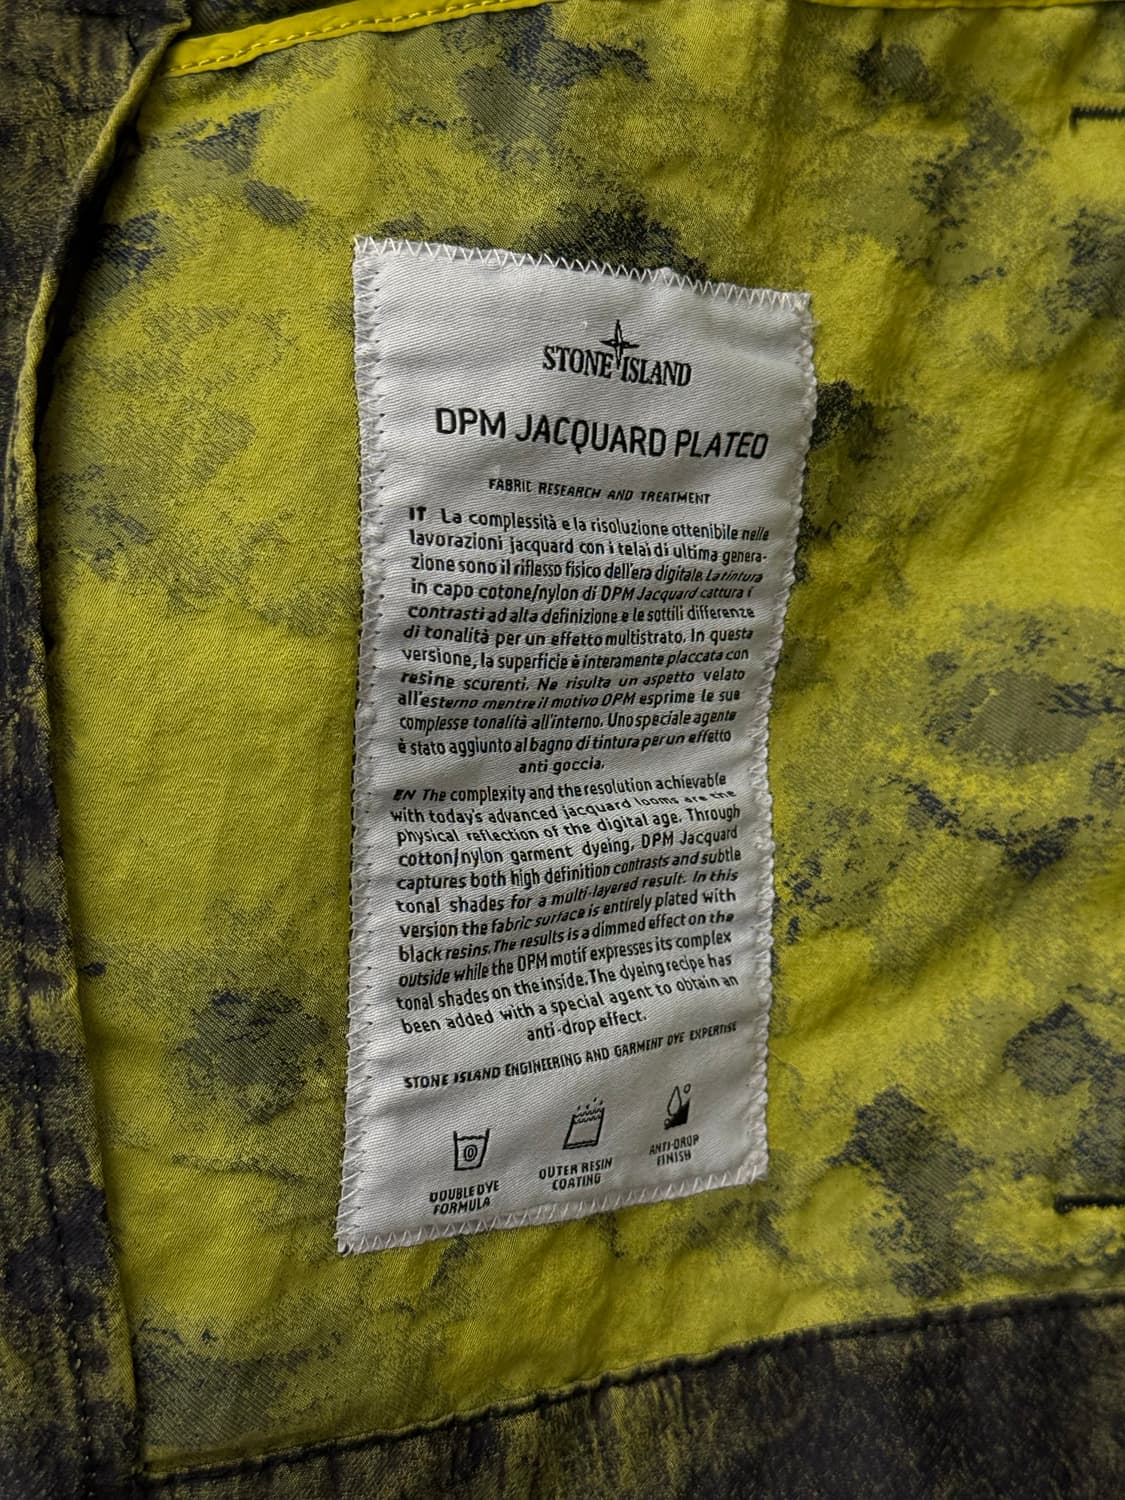 STONE ISLAND
DPM JACQUARD PLATED
FABRIC RESEARCH AND TREATMENT
IT La complessità e la risoluzione ottenibile nelle
lavorazioni jacquard con i telai di ultima genera-
zione sono il riflesso fisico dell'era digitale. La tintura
in capo cotone/nylon di DPM Jacquard cattura i
contrasti ad alta definizione e le sottili differenze
di tonalità per un effetto multistrato. In questa
versione, la superficie è interamente placcata con
resine scurenti. Ne risulta un aspetto velato
all'esterno mentre il motivo DPM esprime le sue
complesse tonalità all'interno. Uno speciale agente
è stato aggiunto al bagno di tintura per un effetto
anti goccia.
EN The complexity and the resolution achievable
with today's advanced jacquard looms are the
physical reflection of the digital age. Through
cotton/nylon garment dyeing, DPM Jacquard
captures both high definition contrasts and subtle
tonal shades for a multi-layered result. In this
version the fabric surface is entirely plated with
black resins. The results is a dimmed effect on the
outside while the DPM motif expresses its complex
tonal shades on the inside. The dyeing recipe has
been added with a special agent to obtain an
anti-drop effect.
STONE ISLAND ENGINEERING AND GARMENT DYE EXPERTISE
DOUBLE DYE
FORMULA
OUTER RESIN
COATING
ANTI-DROP
FINISH